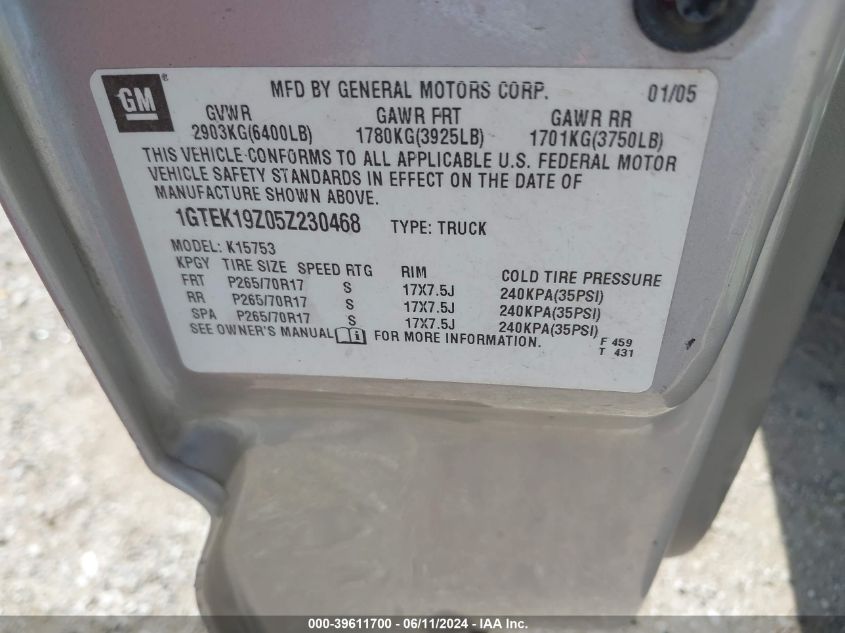 GM ®
MFD BY GENERAL MOTORS CORP. 01/05
GVWR GAWR FRT GAWR RR
2903KG(6400LB) 1780KG(3925LB) 1701KG(3750LB)
THIS VEHICLE CONFORMS TO ALL APPLICABLE U.S. FEDERAL MOTOR
VEHICLE SAFETY STANDARDS IN EFFECT ON THE DATE OF
MANUFACTURE SHOWN ABOVE.
1GTEK19Z05Z230468 TYPE: TRUCK
MODEL: K15753
KPGY TIRE SIZE SPEED RTG RIM COLD TIRE PRESSURE
FRT P265/70R17 S 17X7.5J 240KPA(35PSI)
RR P265/70R17 S 17X7.5J 240KPA(35PSI)
SPA P265/70R17 S 17X7.5J 240KPA(35PSI)
SEE OWNER'S MANUAL i FOR MORE INFORMATION. F 459
T 431
000-39611700 - 06/11/2024 - IAA Inc.